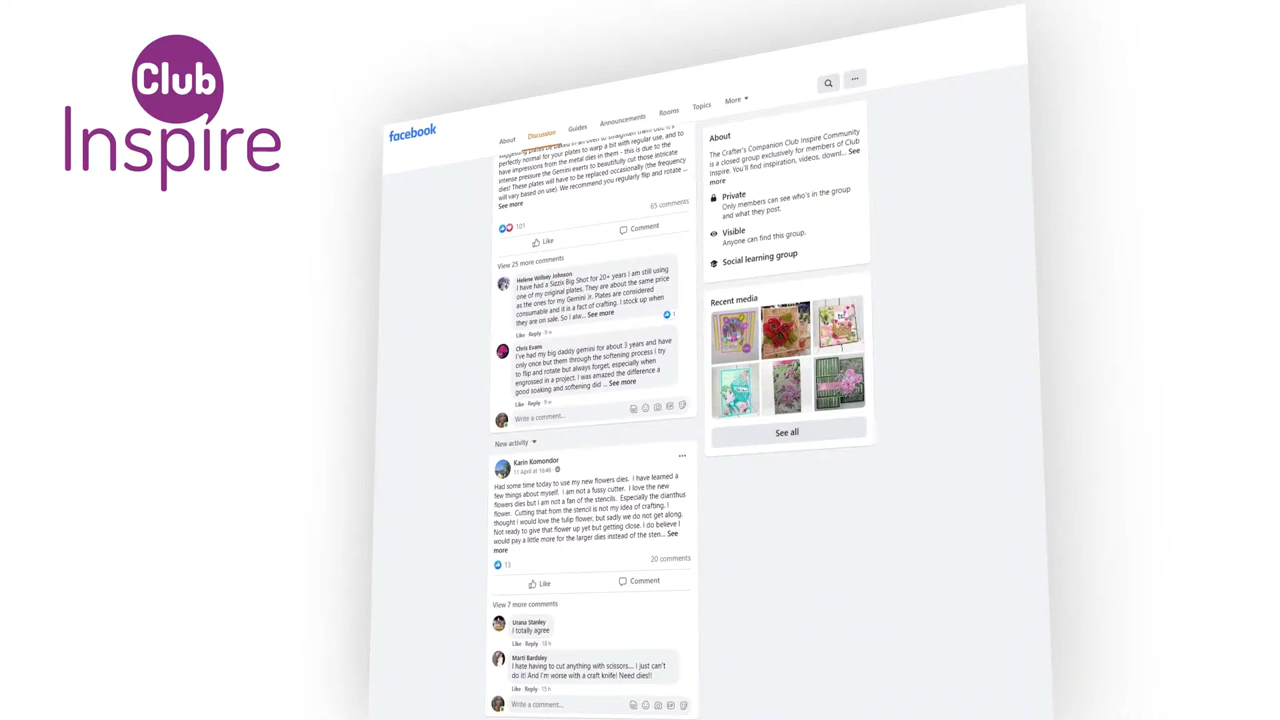 Club
Inspire
facebook
About
Discussion
Guides
Announcements
Rooms
Topics
More
perfectly normal for your plates to warp a bit with regular use, and to
have impressions from the metal dies in them - this is due to the
intense pressure the Gemini exerts to beautifully cut those intricate
dies! These plates will have to be replaced occasionally (the frequency
will vary based on use). We recommend you regularly flip and rotate ...
See more
101
65 comments
Like
Comment
View 25 more comments
Helene Willsey Johnson
I have had a Sizzix Big Shot for 20+ years I am still using
one of my original plates. They are about the same price
as the ones for my Gemini Jr. Plates are considered
consumable and it is a fact of crafting. I stock up when
they are on sale. So I alw... See more
1
Like · Reply · 9 w
Chris Evans
I've had my big daddy gemini for about 3 years and have
only once but them through the softening process I try
to flip and rotate but always forget, especially when
engrossed in a project. I was amazed the difference a
good soaking and softening did ... See more
Like · Reply · 9 w
Write a comment...
New activity
Karin Komondor
11 April at 16:46
Had some time today to use my new flowers dies. I have learned a
few things about myself. I am not a fussy cutter. I love the new
flowers dies but I am not a fan of the stencils. Especially the dianthus
flower. Cutting that from the stencil is not my idea of crafting. I
thought I would love the tulip flower, but sadly we do not get along.
Not ready to give that flower up yet but getting close. I do believe I
would pay a little more for the larger dies instead of the sten... See
more
13
20 comments
Like
Comment
View 7 more comments
Urana Stanley
I totally agree
Like · Reply · 18 h
Marti Bardsley
I hate having to cut anything with scissors.... I just can't
do it! And I'm worse with a craft knife! Need dies!!
Like · Reply · 15 h
Write a comment...
About
The Crafter's Companion Club Inspire Community
is a closed group exclusively for members of Club
Inspire. You'll find inspiration, videos, downl... See
more
Private
Only members can see who's in the group
and what they post.
Visible
Anyone can find this group.
Social learning group
Recent media
See all